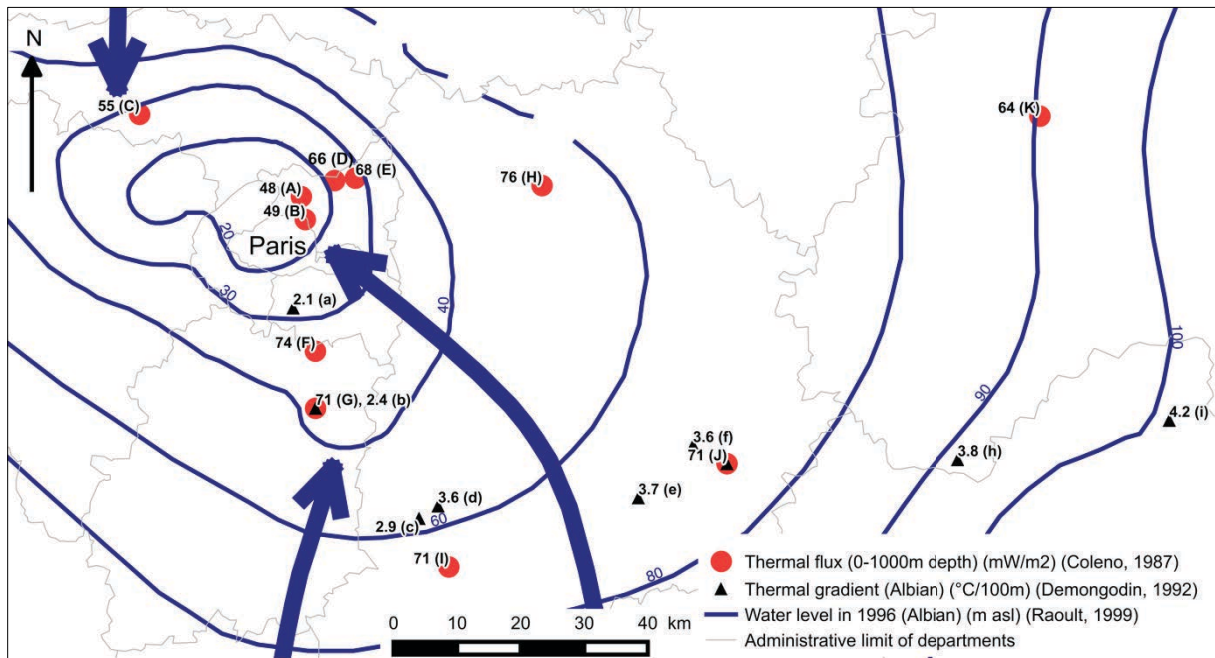 N
55 (C)
64 (K)
66 (D)
68 (E)
76 (H)
48 (A)
49 (B)
20
Paris
30
2.1 (a)
40
100
74 (F)
90
71 (G), 2.4 (b)
4.2 (i)
3.6 (f)
71 (J)
3.8 (h)
3.7 (e)
3.6 (d)
2.9 (c)
60
71 (I)
80
Thermal flux (0-1000m depth) (mW/m2) (Coleno, 1987)
Thermal gradient (Albian) (°C/100m) (Demongodin, 1992)
Water level in 1996 (Albian) (m asl) (Raoult, 1999)
Administrative limit of departments
0 10 20 30 40 km